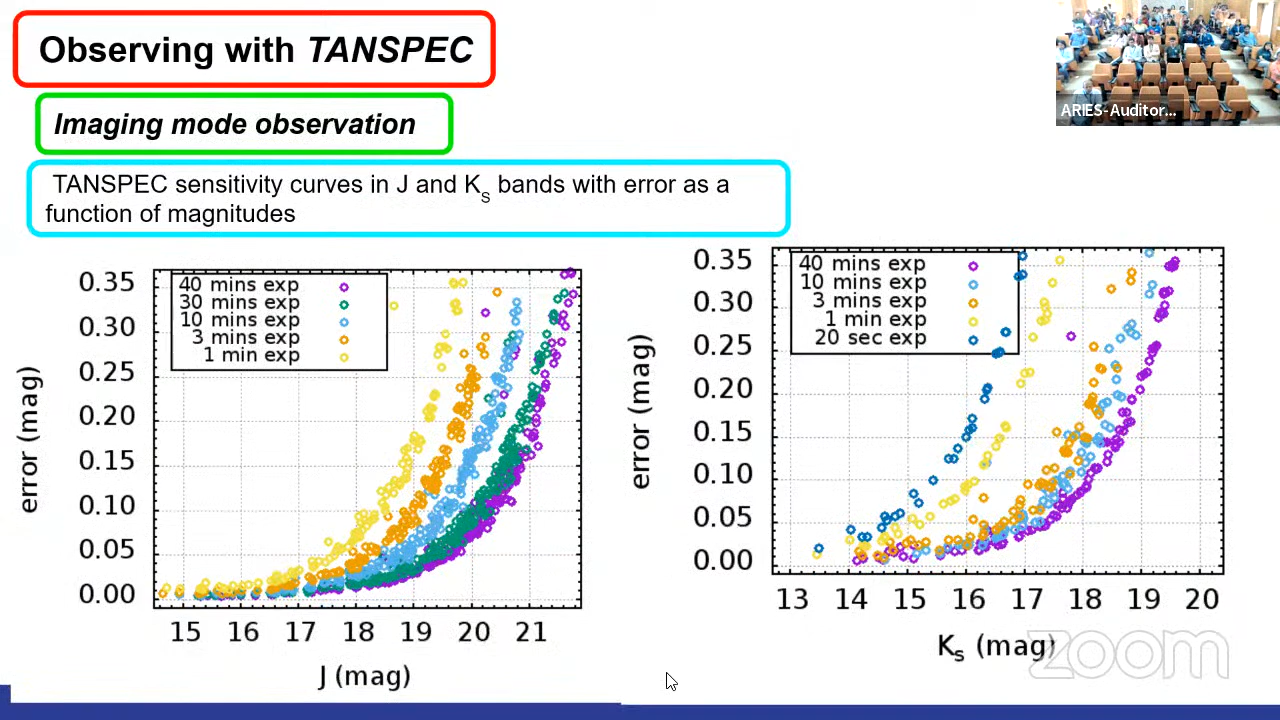 Observing with TANSPEC
ARIES-Auditor...
Imaging mode observation
TANSPEC sensitivity curves in J and KS bands with error as a
function of magnitudes
0.35
0.30
0.25
0.20
0.15
0.10
0.05
0.00
error (mag)
40 mins exp
30 mins exp
10 mins exp
3 mins exp
1 min exp
15 16 17 18 19 20 21
J (mag)
0.35
0.30
0.25
0.20
0.15
0.10
0.05
0.00
error (mag)
40 mins exp
10 mins exp
3 mins exp
1 min exp
20 sec exp
13 14 15 16 17 18 19 20
Ks (mag)
zoom